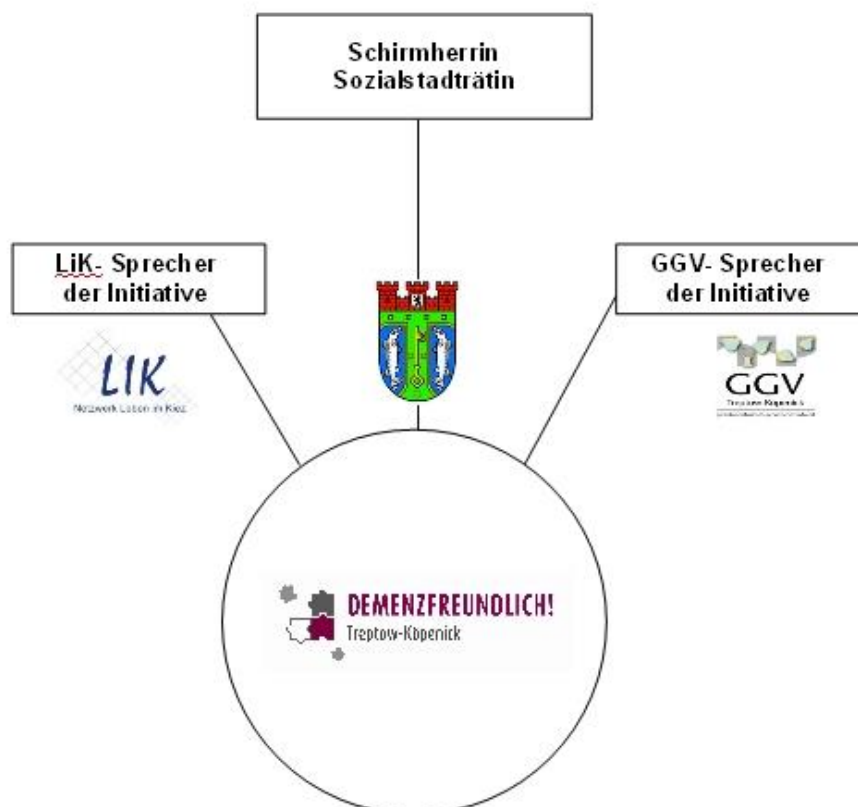 Schirmherrin
Sozialstadträtin
LiK- Sprecher
der Initiative
GGV- Sprecher
der Initiative
LIK
Netzwerk Leben im Kiez
GGV
Treptow-Köpenick
DEMENZFREUNDLICH!
Treptow-Köpenick